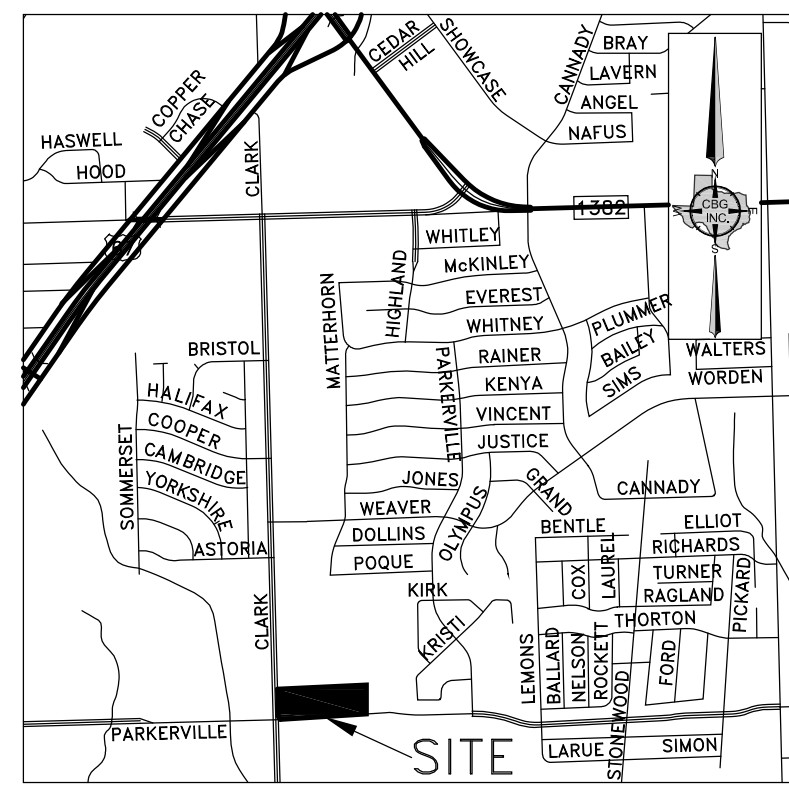 CEDAR
HILL
SHOWCASE
CANNADY
BRAY
LAVERN
ANGEL
NAFUS
COPPER
CHASE
HASWELL
HOOD
CLARK
N
CBG
INC.
E
S
1382
67
WHITLEY
McKINLEY
HIGHLAND
EVEREST
MATTERHORN
WHITNEY
PLUMMER
BAILEY
SIMS
WALTERS
WORDEN
BRISTOL
PARKERVILLE
RAINER
KENYA
VINCENT
JUSTICE
HALIFAX
COOPER
CAMBRIDGE
YORKSHIRE
SOMMERSET
ASTORIA
JONES
GRAND
CANNADY
WEAVER
OLYMPUS
DOLLINS
POQUE
BENTLE
ELLIOT
RICHARDS
COX
LAUREL
TURNER
RAGLAND
PICKARD
KIRK
THORTON
CLARK
KRISTI
LEMONS
BALLARD
NELSON
ROCKETT
FORD
STONEWOOD
PARKERVILLE
SITE
LARUE
SIMON